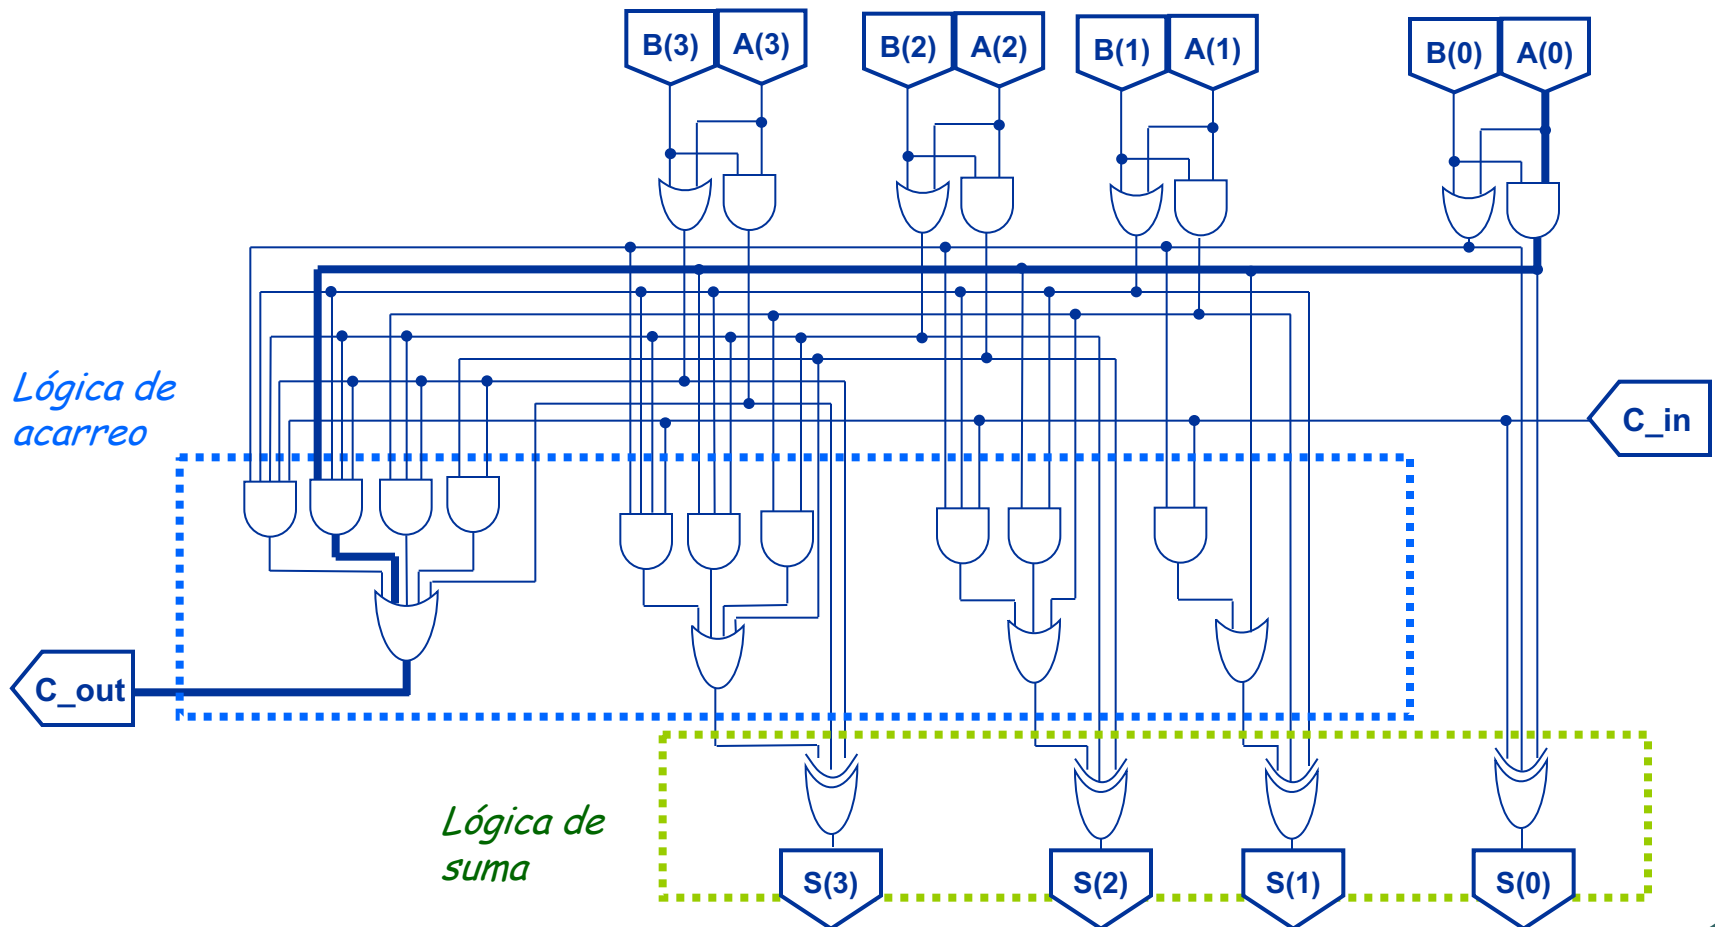 B(3) A(3) B(2) A(2) B(1) A(1) B(0) A(0)
Lógica de
acarreo
C_in
C_out
Lógica de
suma
S(3) S(2) S(1) S(0)